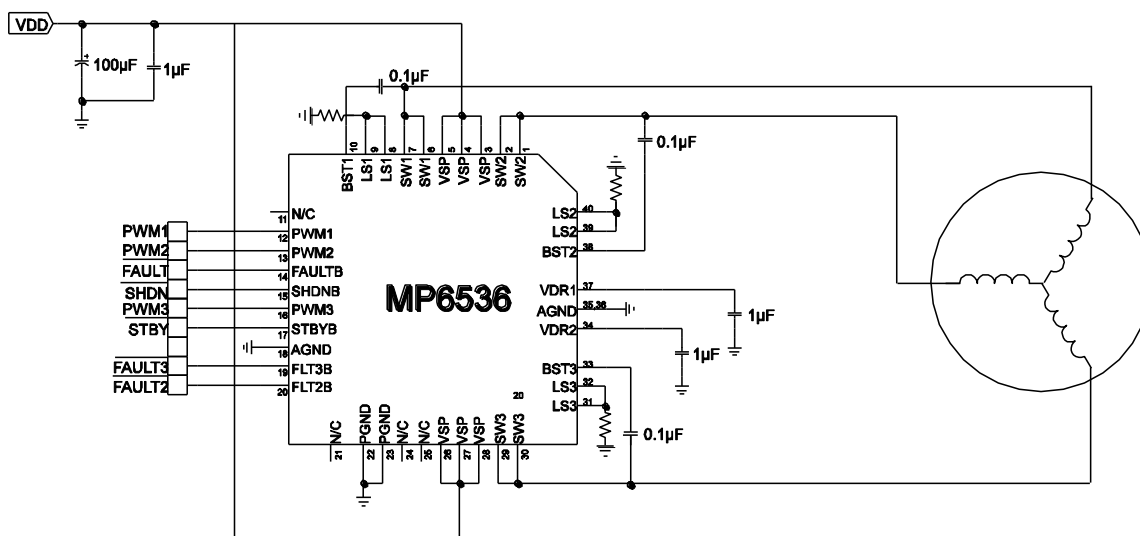 VDD
100µF
1µF
0.1µF
10 9 8 7 6 5 4 3 2 1
BST1 LS1 LS1 SW1 SW1 VSP VSP VSP SW2 SW2
0.1µF
N/C
11
PWM1
PWM1
12
PWM2
PWM2
13
FAULT
FAULTB
14
SHDN
SHDNB
15
PWM3
PWM3
16
STBY
STBYB
17
AGND
18
FAULT3
FLT3B
19
FAULT2
FLT2B
20
MP6536
LS2 40
LS2 39
BST2 38
VDR1 37
1µF
AGND 35,36
VDR2 34
1µF
BST3 33
LS3 32
LS3 31
0.1µF
20
N/C PGND PGND N/C N/C VSP VSP VSP SW3 SW3
21 22 23 24 25 26 27 28 29 30